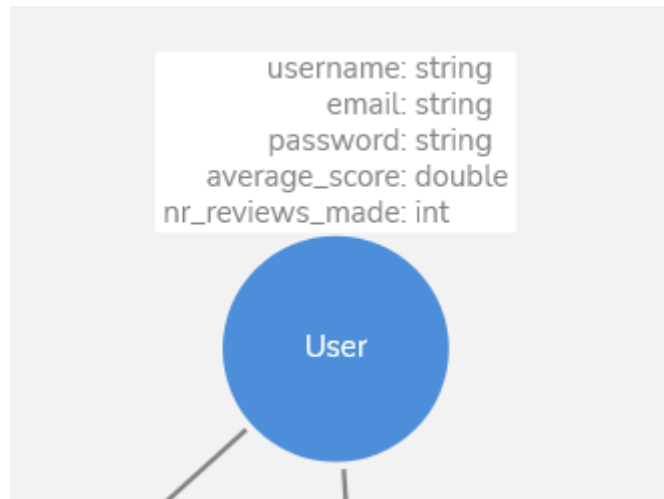 username: string
email: string
password: string
average_score: double
nr_reviews_made: int
User